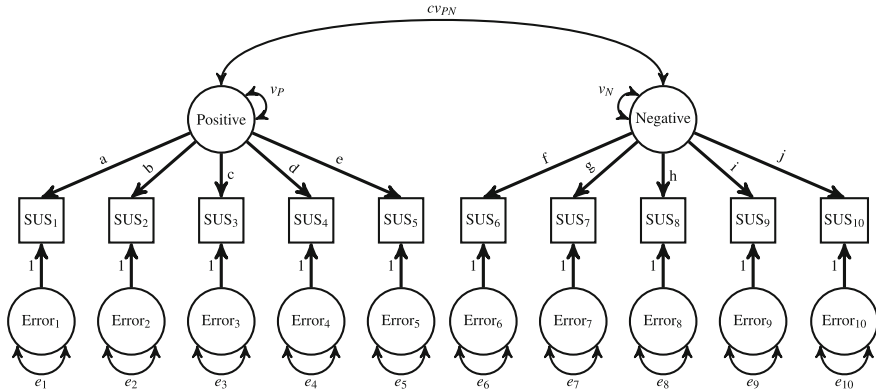 cv_PN
v_P
v_N
Positive
Negative
a
b
c
d
e
f
g
h
i
j
SUS₁
SUS₂
SUS₃
SUS₄
SUS₅
SUS₆
SUS₇
SUS₈
SUS₉
SUS₁₀
1
1
1
1
1
1
1
1
1
1
Error₁
Error₂
Error₃
Error₄
Error₅
Error₆
Error₇
Error₈
Error₉
Error₁₀
e₁
e₂
e₃
e₄
e₅
e₆
e₇
e₈
e₉
e₁₀